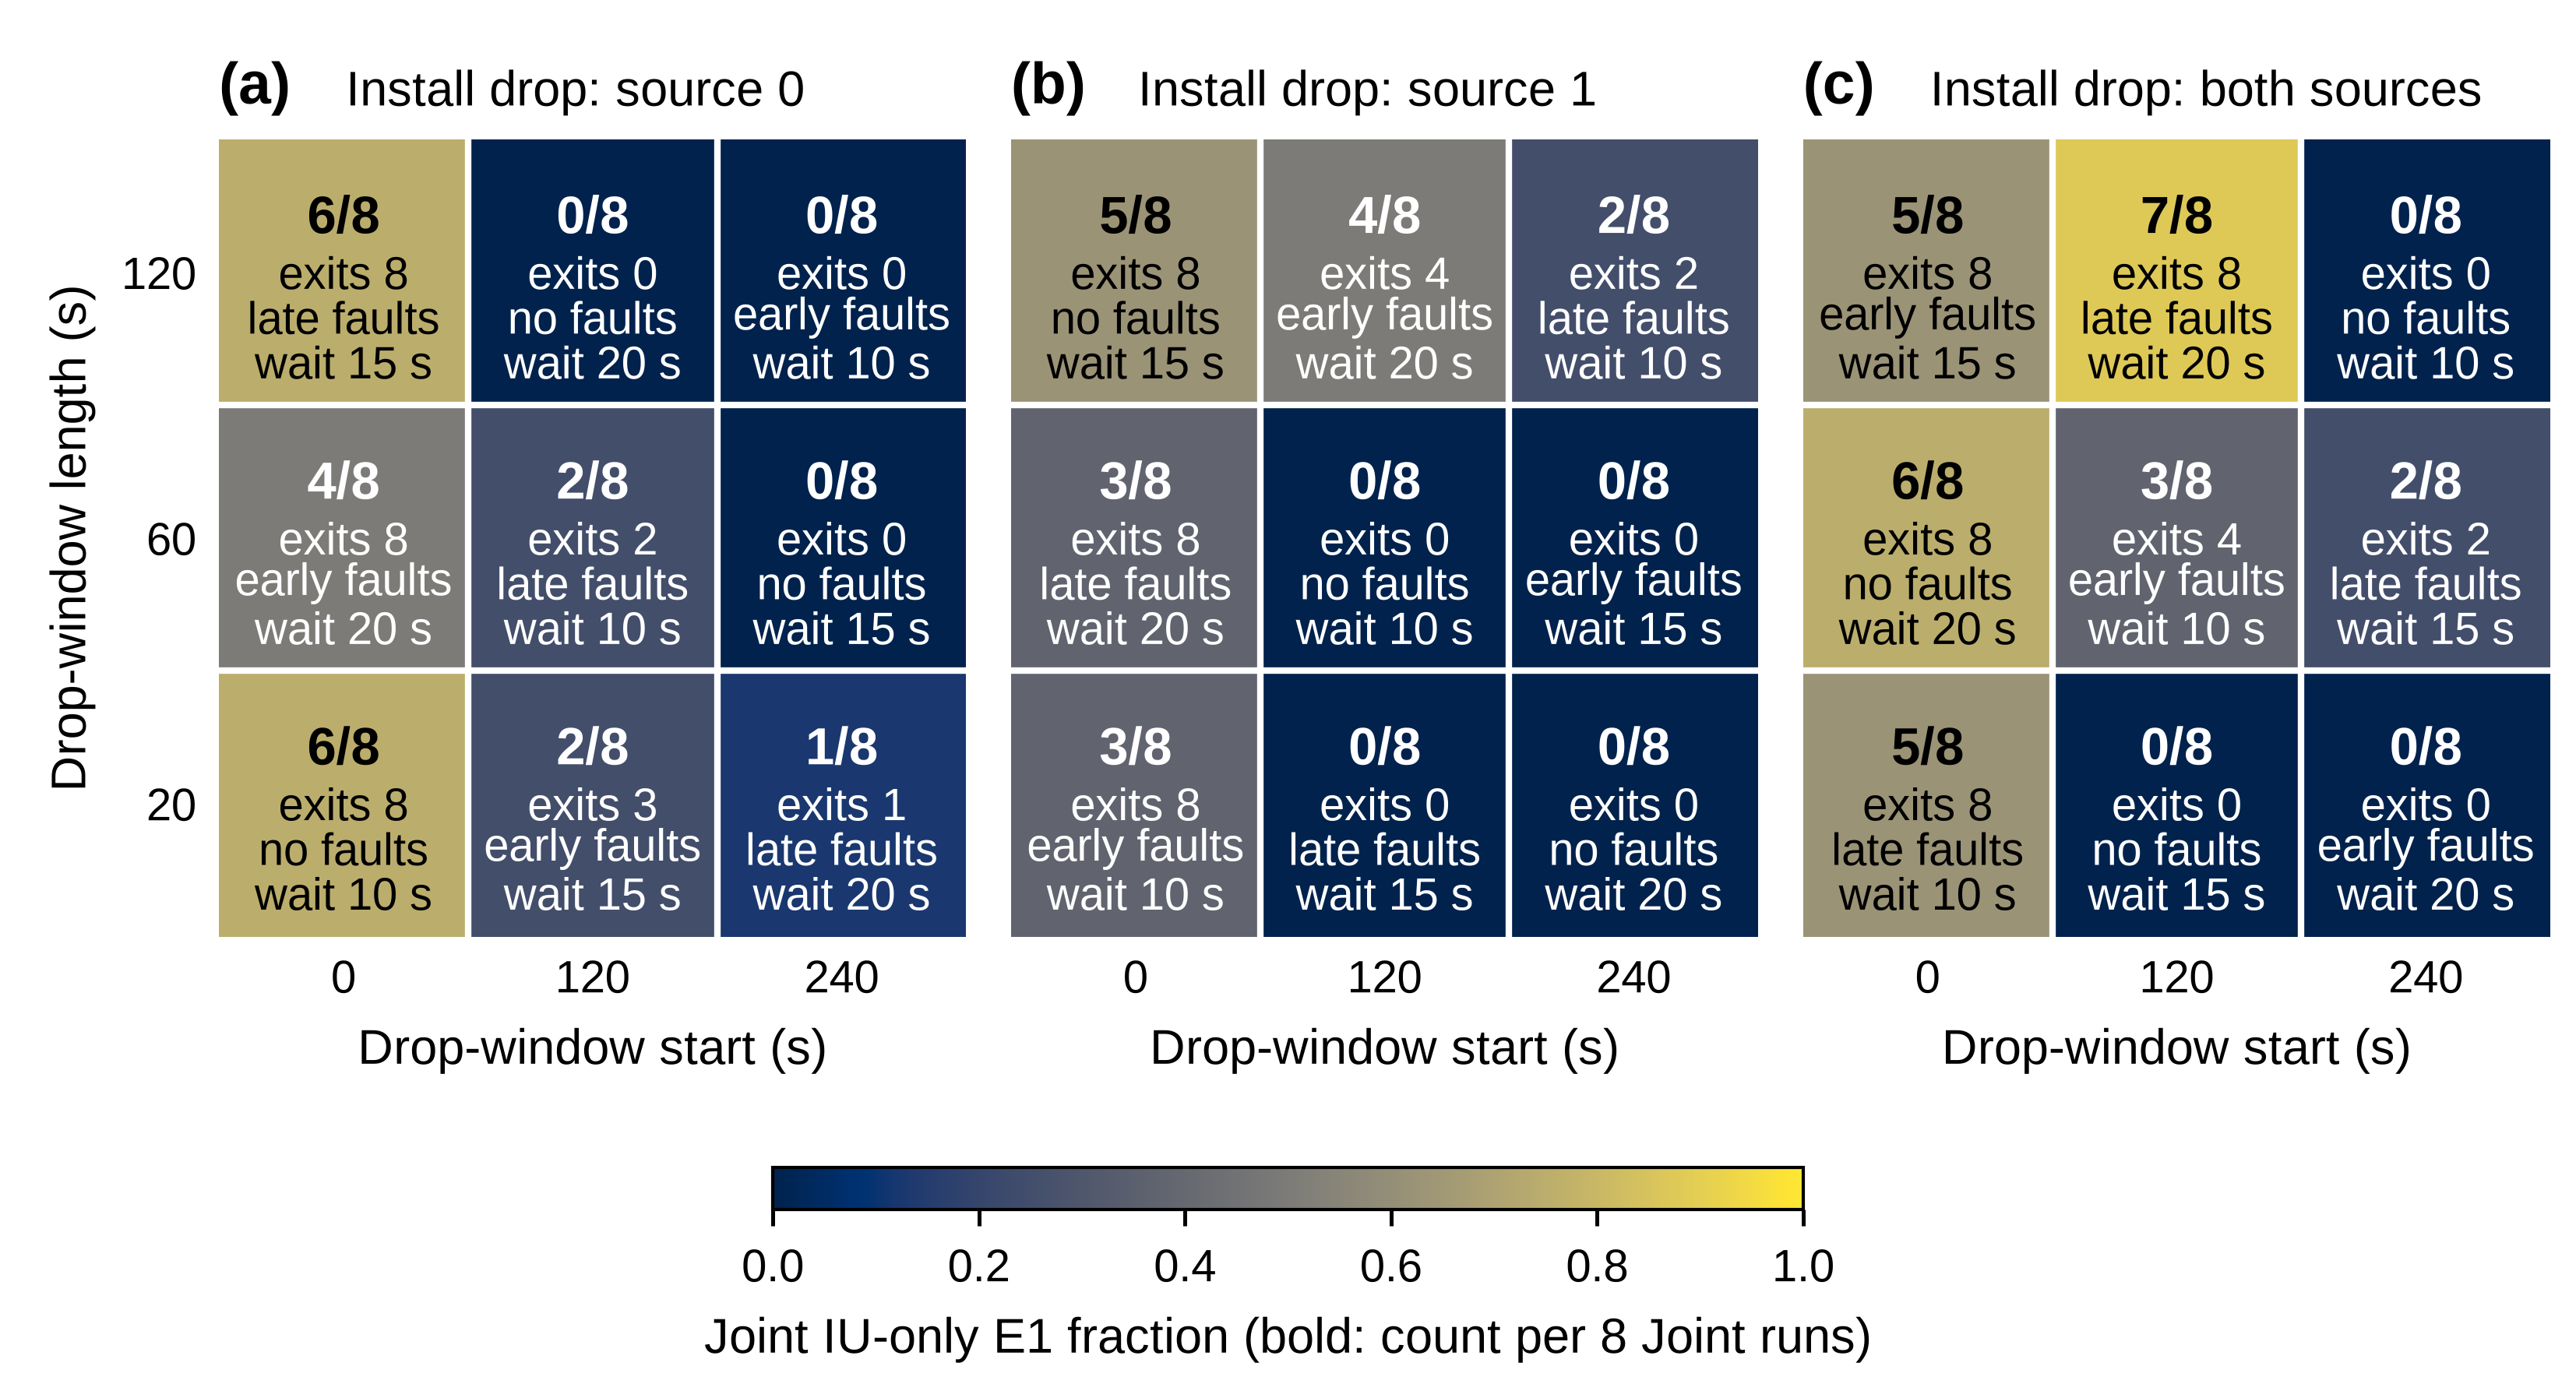 (a) Install drop: source 0
6/8
exits 8
late faults
wait 15 s
0/8
exits 0
no faults
wait 20 s
0/8
exits 0
early faults
wait 10 s
4/8
exits 8
early faults
wait 20 s
2/8
exits 2
late faults
wait 10 s
0/8
exits 0
no faults
wait 15 s
6/8
exits 8
no faults
wait 10 s
2/8
exits 3
early faults
wait 15 s
1/8
exits 1
late faults
wait 20 s
120
60
20
Drop-window length (s)
0 120 240
Drop-window start (s)
(b) Install drop: source 1
5/8
exits 8
no faults
wait 15 s
4/8
exits 4
early faults
wait 20 s
2/8
exits 2
late faults
wait 10 s
3/8
exits 8
late faults
wait 20 s
0/8
exits 0
no faults
wait 10 s
0/8
exits 0
early faults
wait 15 s
3/8
exits 8
early faults
wait 10 s
0/8
exits 0
late faults
wait 15 s
0/8
exits 0
no faults
wait 20 s
0 120 240
Drop-window start (s)
(c) Install drop: both sources
5/8
exits 8
early faults
wait 15 s
7/8
exits 8
late faults
wait 20 s
0/8
exits 0
no faults
wait 10 s
6/8
exits 8
no faults
wait 20 s
3/8
exits 4
early faults
wait 10 s
2/8
exits 2
late faults
wait 15 s
5/8
exits 8
late faults
wait 10 s
0/8
exits 0
no faults
wait 15 s
0/8
exits 0
early faults
wait 20 s
0 120 240
Drop-window start (s)
0.0 0.2 0.4 0.6 0.8 1.0
Joint IU-only E1 fraction (bold: count per 8 Joint runs)